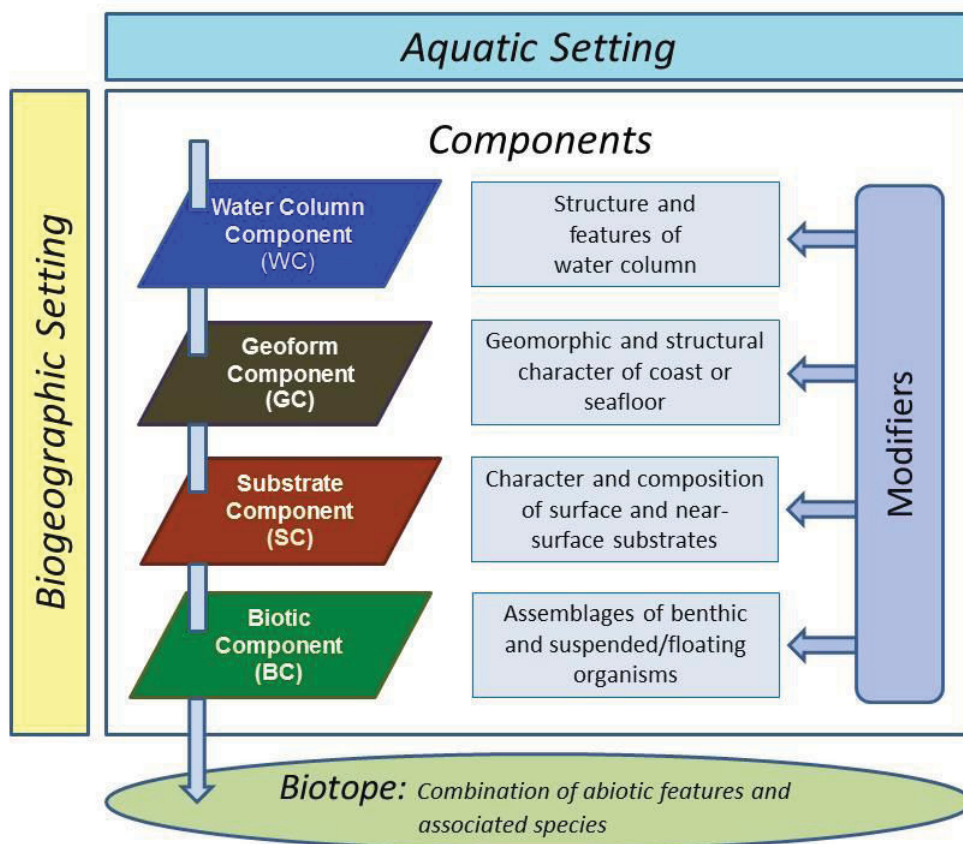 Aquatic Setting
Biogeographic Setting
Components
Water Column
Component
(WC)
Structure and
features of
water column
Geoform
Component
(GC)
Geomorphic and structural
character of coast or
seafloor
Substrate
Component
(SC)
Character and composition
of surface and near-
surface substrates
Biotic
Component
(BC)
Assemblages of benthic
and suspended/floating
organisms
Modifiers
Biotope: Combination of abiotic features and
associated species